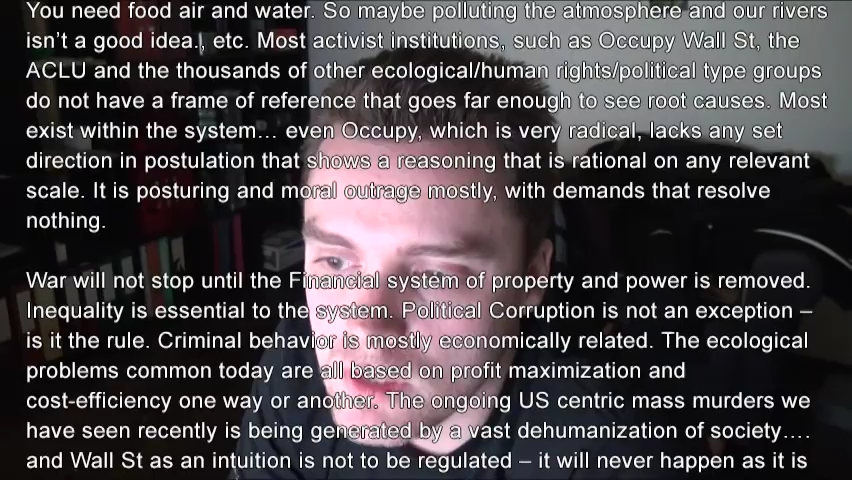 You need food air and water. So maybe polluting the atmosphere and our rivers
isn't a good idea., etc. Most activist institutions, such as Occupy Wall St, the
ACLU and the thousands of other ecological/human rights/political type groups
do not have a frame of reference that goes far enough to see root causes. Most
exist within the system… even Occupy, which is very radical, lacks any set
direction in postulation that shows a reasoning that is rational on any relevant
scale. It is posturing and moral outrage mostly, with demands that resolve
nothing.
War will not stop until the Financial system of property and power is removed.
Inequality is essential to the system. Political Corruption is not an exception –
is it the rule. Criminal behavior is mostly economically related. The ecological
problems common today are all based on profit maximization and
cost-efficiency one way or another. The ongoing US centric mass murders we
have seen recently is being generated by a vast dehumanization of society….
and Wall St as an intuition is not to be regulated – it will never happen as it is